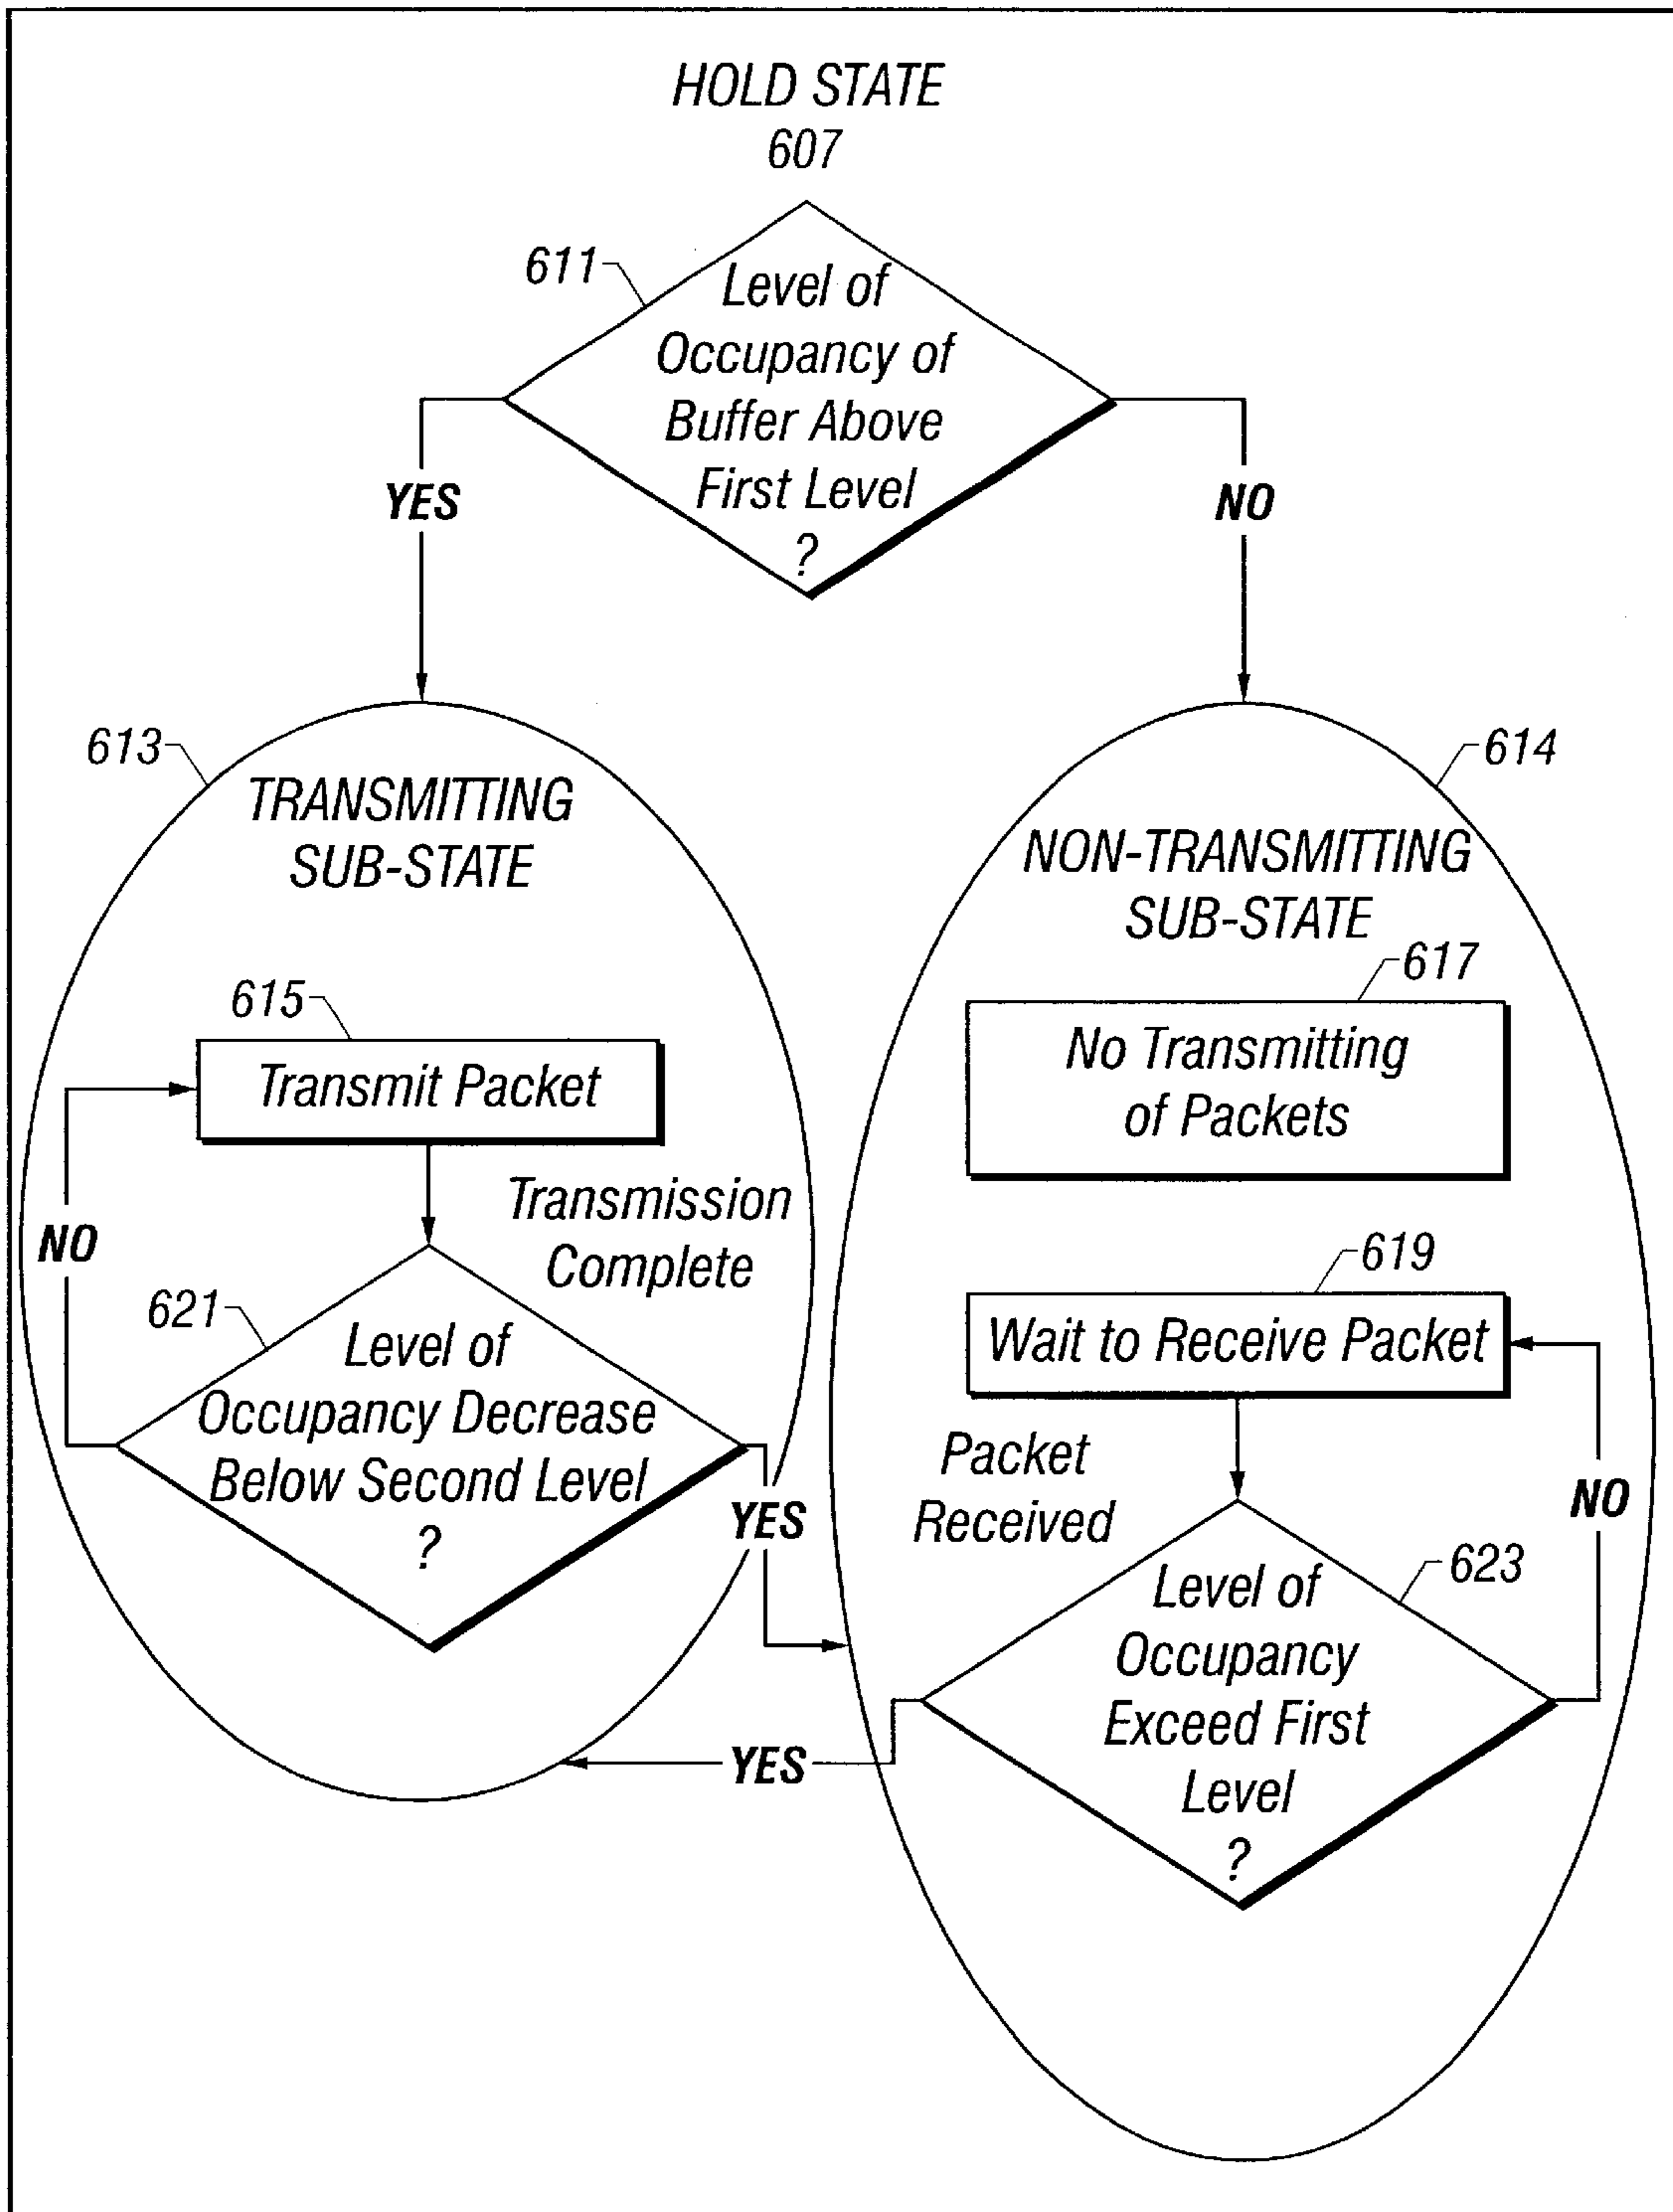 HOLD STATE
607
611
Level of
Occupancy of
Buffer Above
First Level
?
YES
NO
613
TRANSMITTING
SUB-STATE
615
Transmit Packet
Transmission
Complete
NO
621
Level of
Occupancy Decrease
Below Second Level
?
YES
614
NON-TRANSMITTING
SUB-STATE
617
No Transmitting
of Packets
619
Wait to Receive Packet
Packet
Received
NO
623
Level of
Occupancy
Exceed First
Level
?
YES